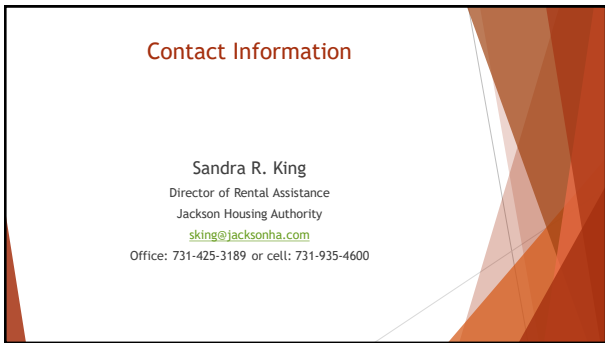 Contact Information
Sandra R. King
Director of Rental Assistance
Jackson Housing Authority
sking@jacksonha.com
Office: 731-425-3189 or cell: 731-935-4600